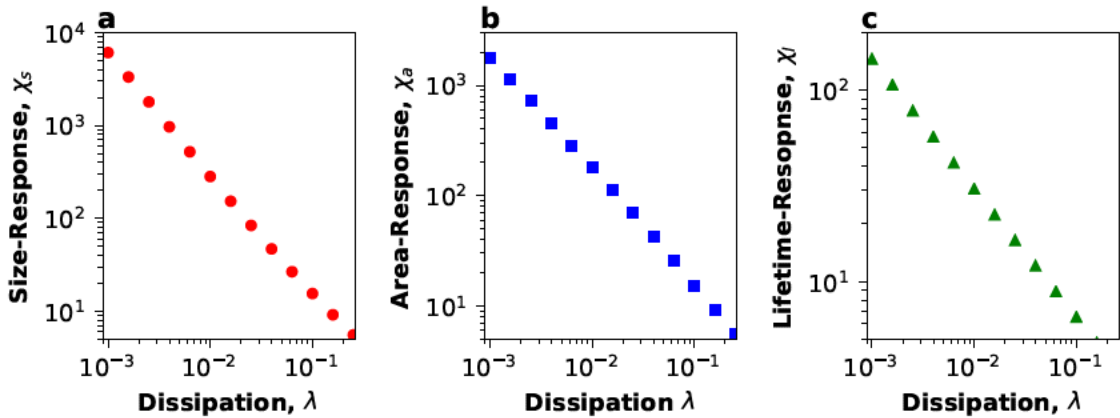 a
Size-Response, χs
10^4
10^3
10^2
10^1
10^-3
10^-2
10^-1
Dissipation, λ
b
Area-Response, χa
10^3
10^2
10^1
10^-3
10^-2
10^-1
Dissipation λ
c
Lifetime-Resopnse, χl
10^2
10^1
10^-3
10^-2
10^-1
Dissipation, λ